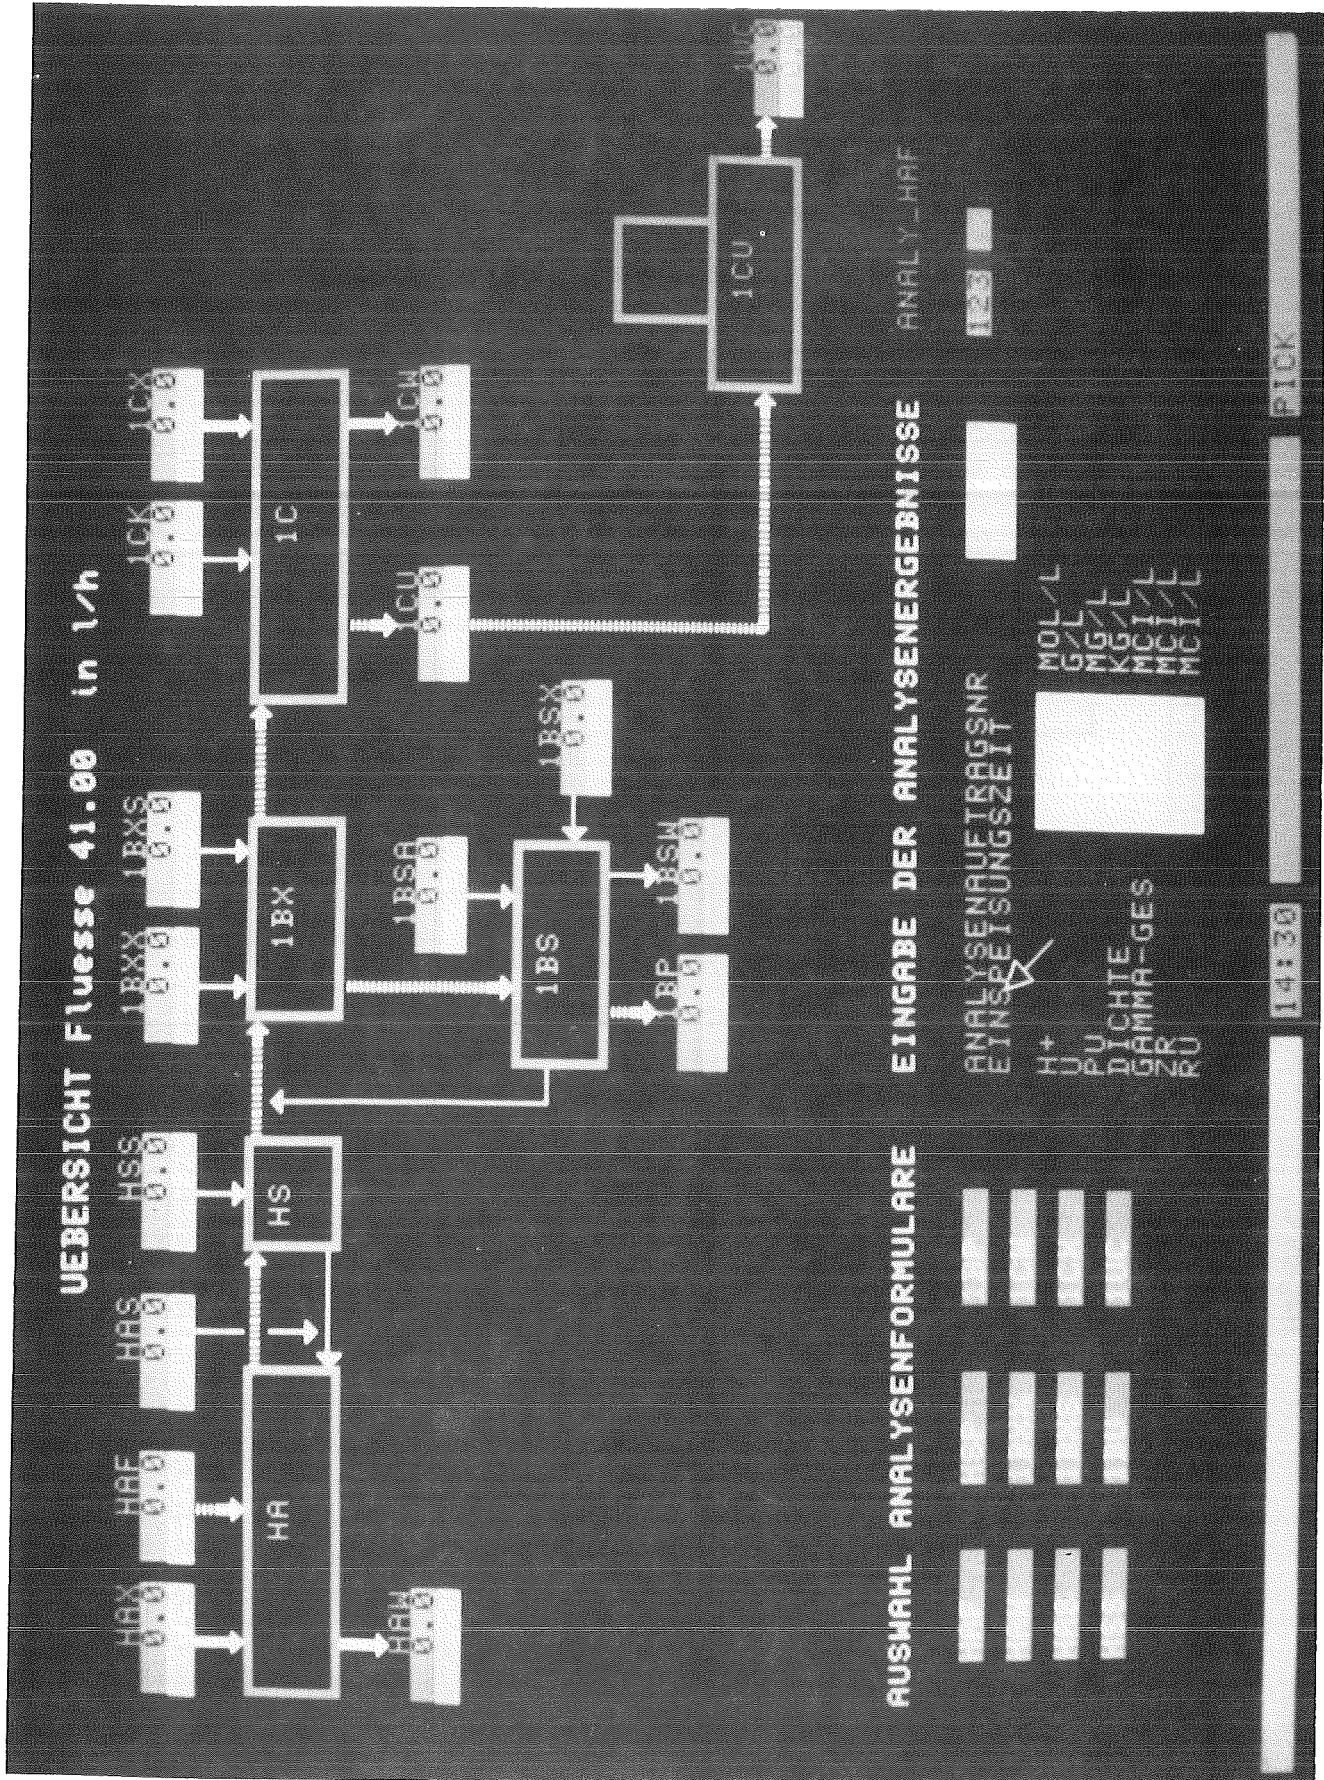 UEBERSICHT Fluesse 41.00 in l/h
HAX HAF HAS HSS 1BXX 1BXS 1CK 1CX
0.0 0.0 0.0 0.0 0.0 0.0 0.0 0.0
HA HS 1BX 1C
HAW 1BSA 1CU 1CW
0.0 0.0 0.0 0.0
1BS 1BSX
0.0
1BP 1BSW
0.0 0.0
1CU
0.0
AUSWAHL ANALYSENFORMULARE EINGABE DER ANALYSENERGEBNISSE ANALY_HAF
ANALYSENAUFTRAGSNR 123
EINSPEISUNGSZEIT
H+ MOL/L
U G/L
PU MG/L
DICHTE KG/L
GAMMA-GES MCI/L
ZR MCI/L
RU MCI/L
14:30 PICK